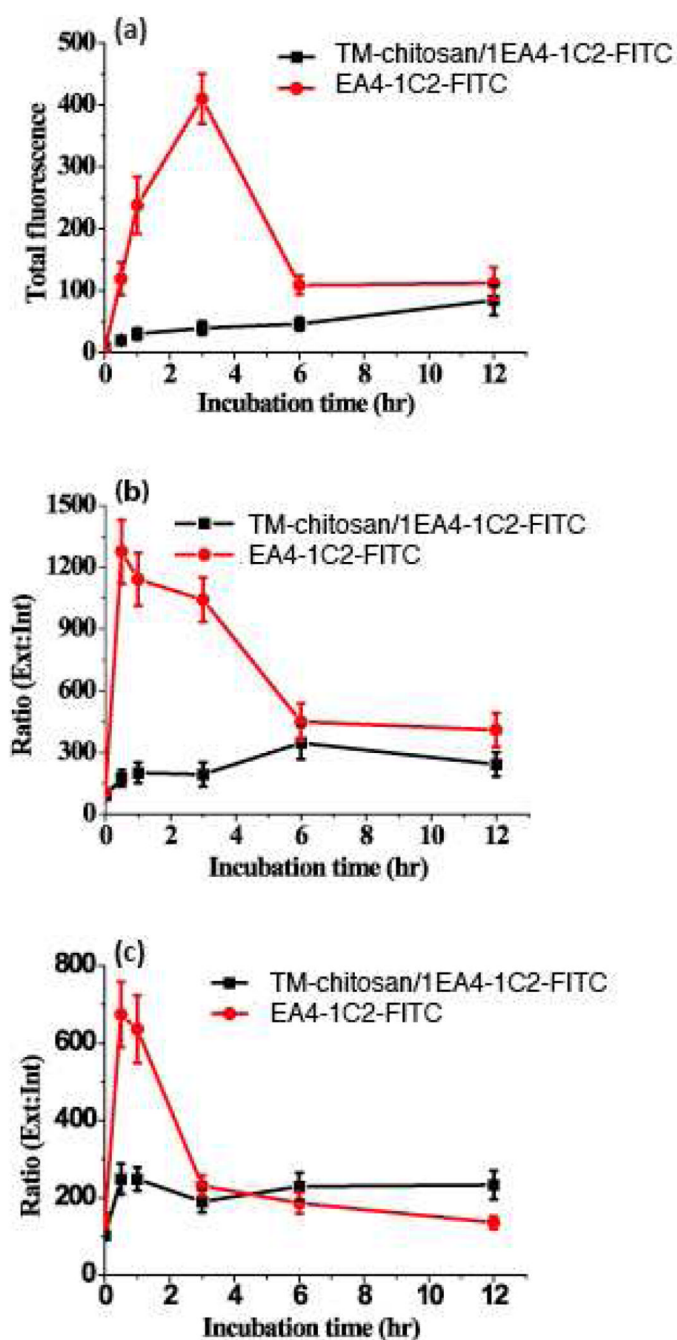 (a)
TM-chitosan/1EA4-1C2-FITC
EA4-1C2-FITC
Total fluorescence
500
400
300
200
100
0
0 2 4 6 8 10 12
Incubation time (hr)
(b)
TM-chitosan/1EA4-1C2-FITC
EA4-1C2-FITC
Ratio (Ext:Int)
1500
1200
900
600
300
0
0 2 4 6 8 10 12
Incubation time (hr)
(c)
TM-chitosan/1EA4-1C2-FITC
EA4-1C2-FITC
Ratio (Ext:Int)
800
600
400
200
0
0 2 4 6 8 10 12
Incubation time (hr)